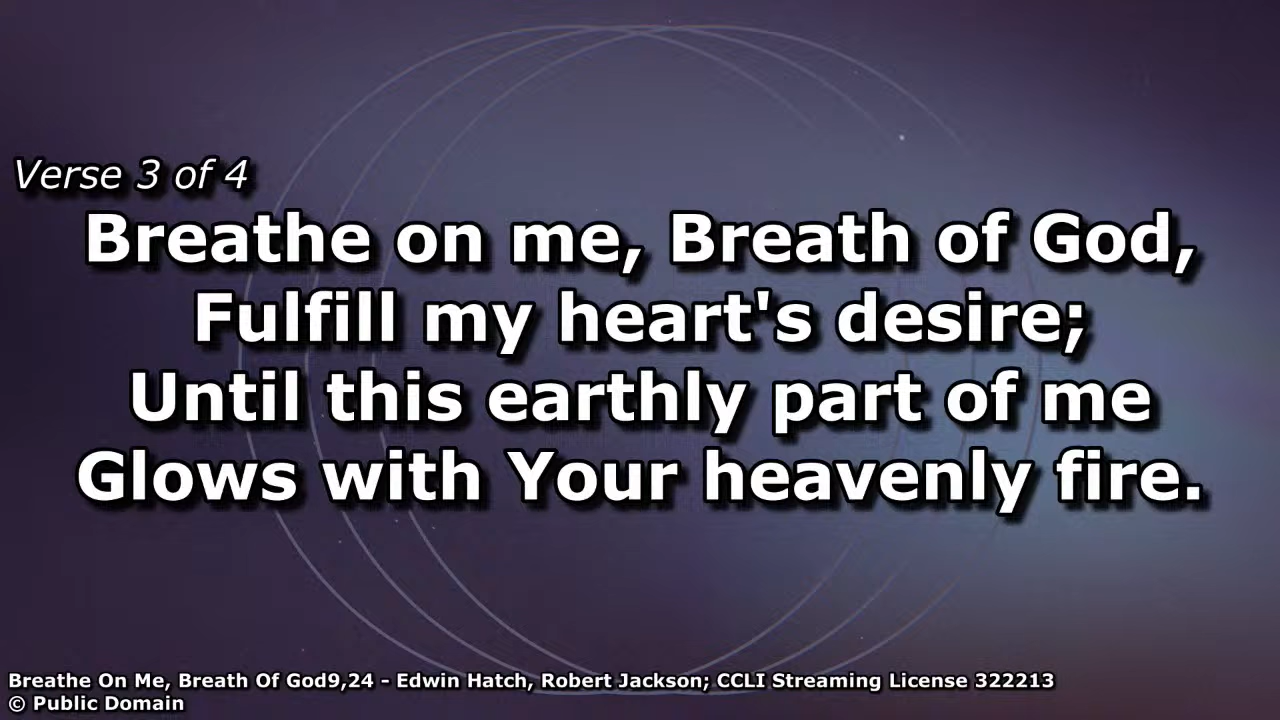 Verse 3 of 4
Breathe on me, Breath of God,
Fulfill my heart's desire;
Until this earthly part of me
Glows with Your heavenly fire.
Breathe On Me, Breath Of God9,24 - Edwin Hatch, Robert Jackson; CCLI Streaming License 322213
© Public Domain